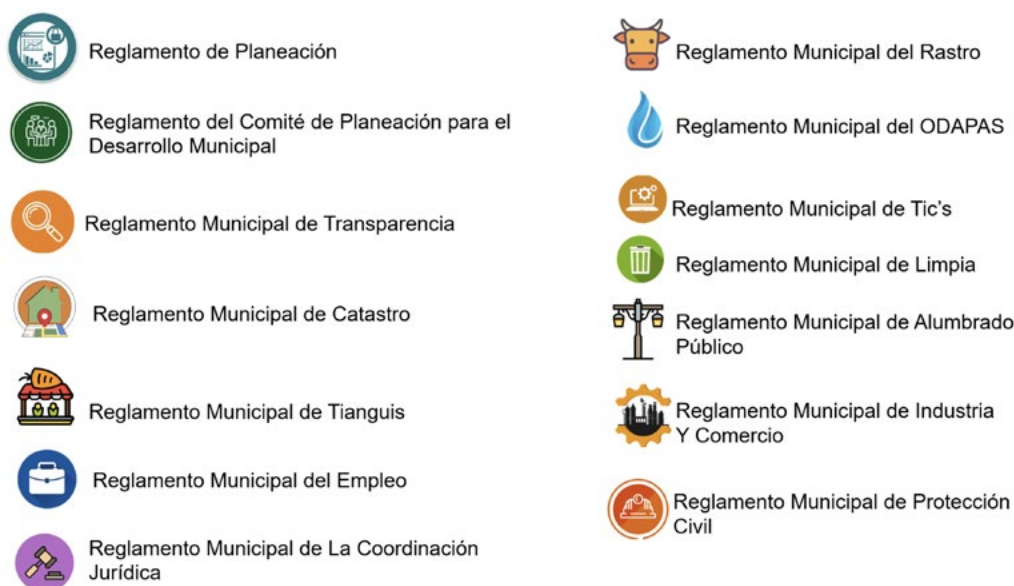 Reglamento de Planeación
Reglamento del Comité de Planeación para el
Desarrollo Municipal
Reglamento Municipal de Transparencia
Reglamento Municipal de Catastro
Reglamento Municipal de Tianguis
Reglamento Municipal del Empleo
Reglamento Municipal de La Coordinación
Jurídica
Reglamento Municipal del Rastro
Reglamento Municipal del ODAPAS
Reglamento Municipal de Tic's
Reglamento Municipal de Limpia
Reglamento Municipal de Alumbrado
Público
Reglamento Municipal de Industria
Y Comercio
Reglamento Municipal de Protección
Civil